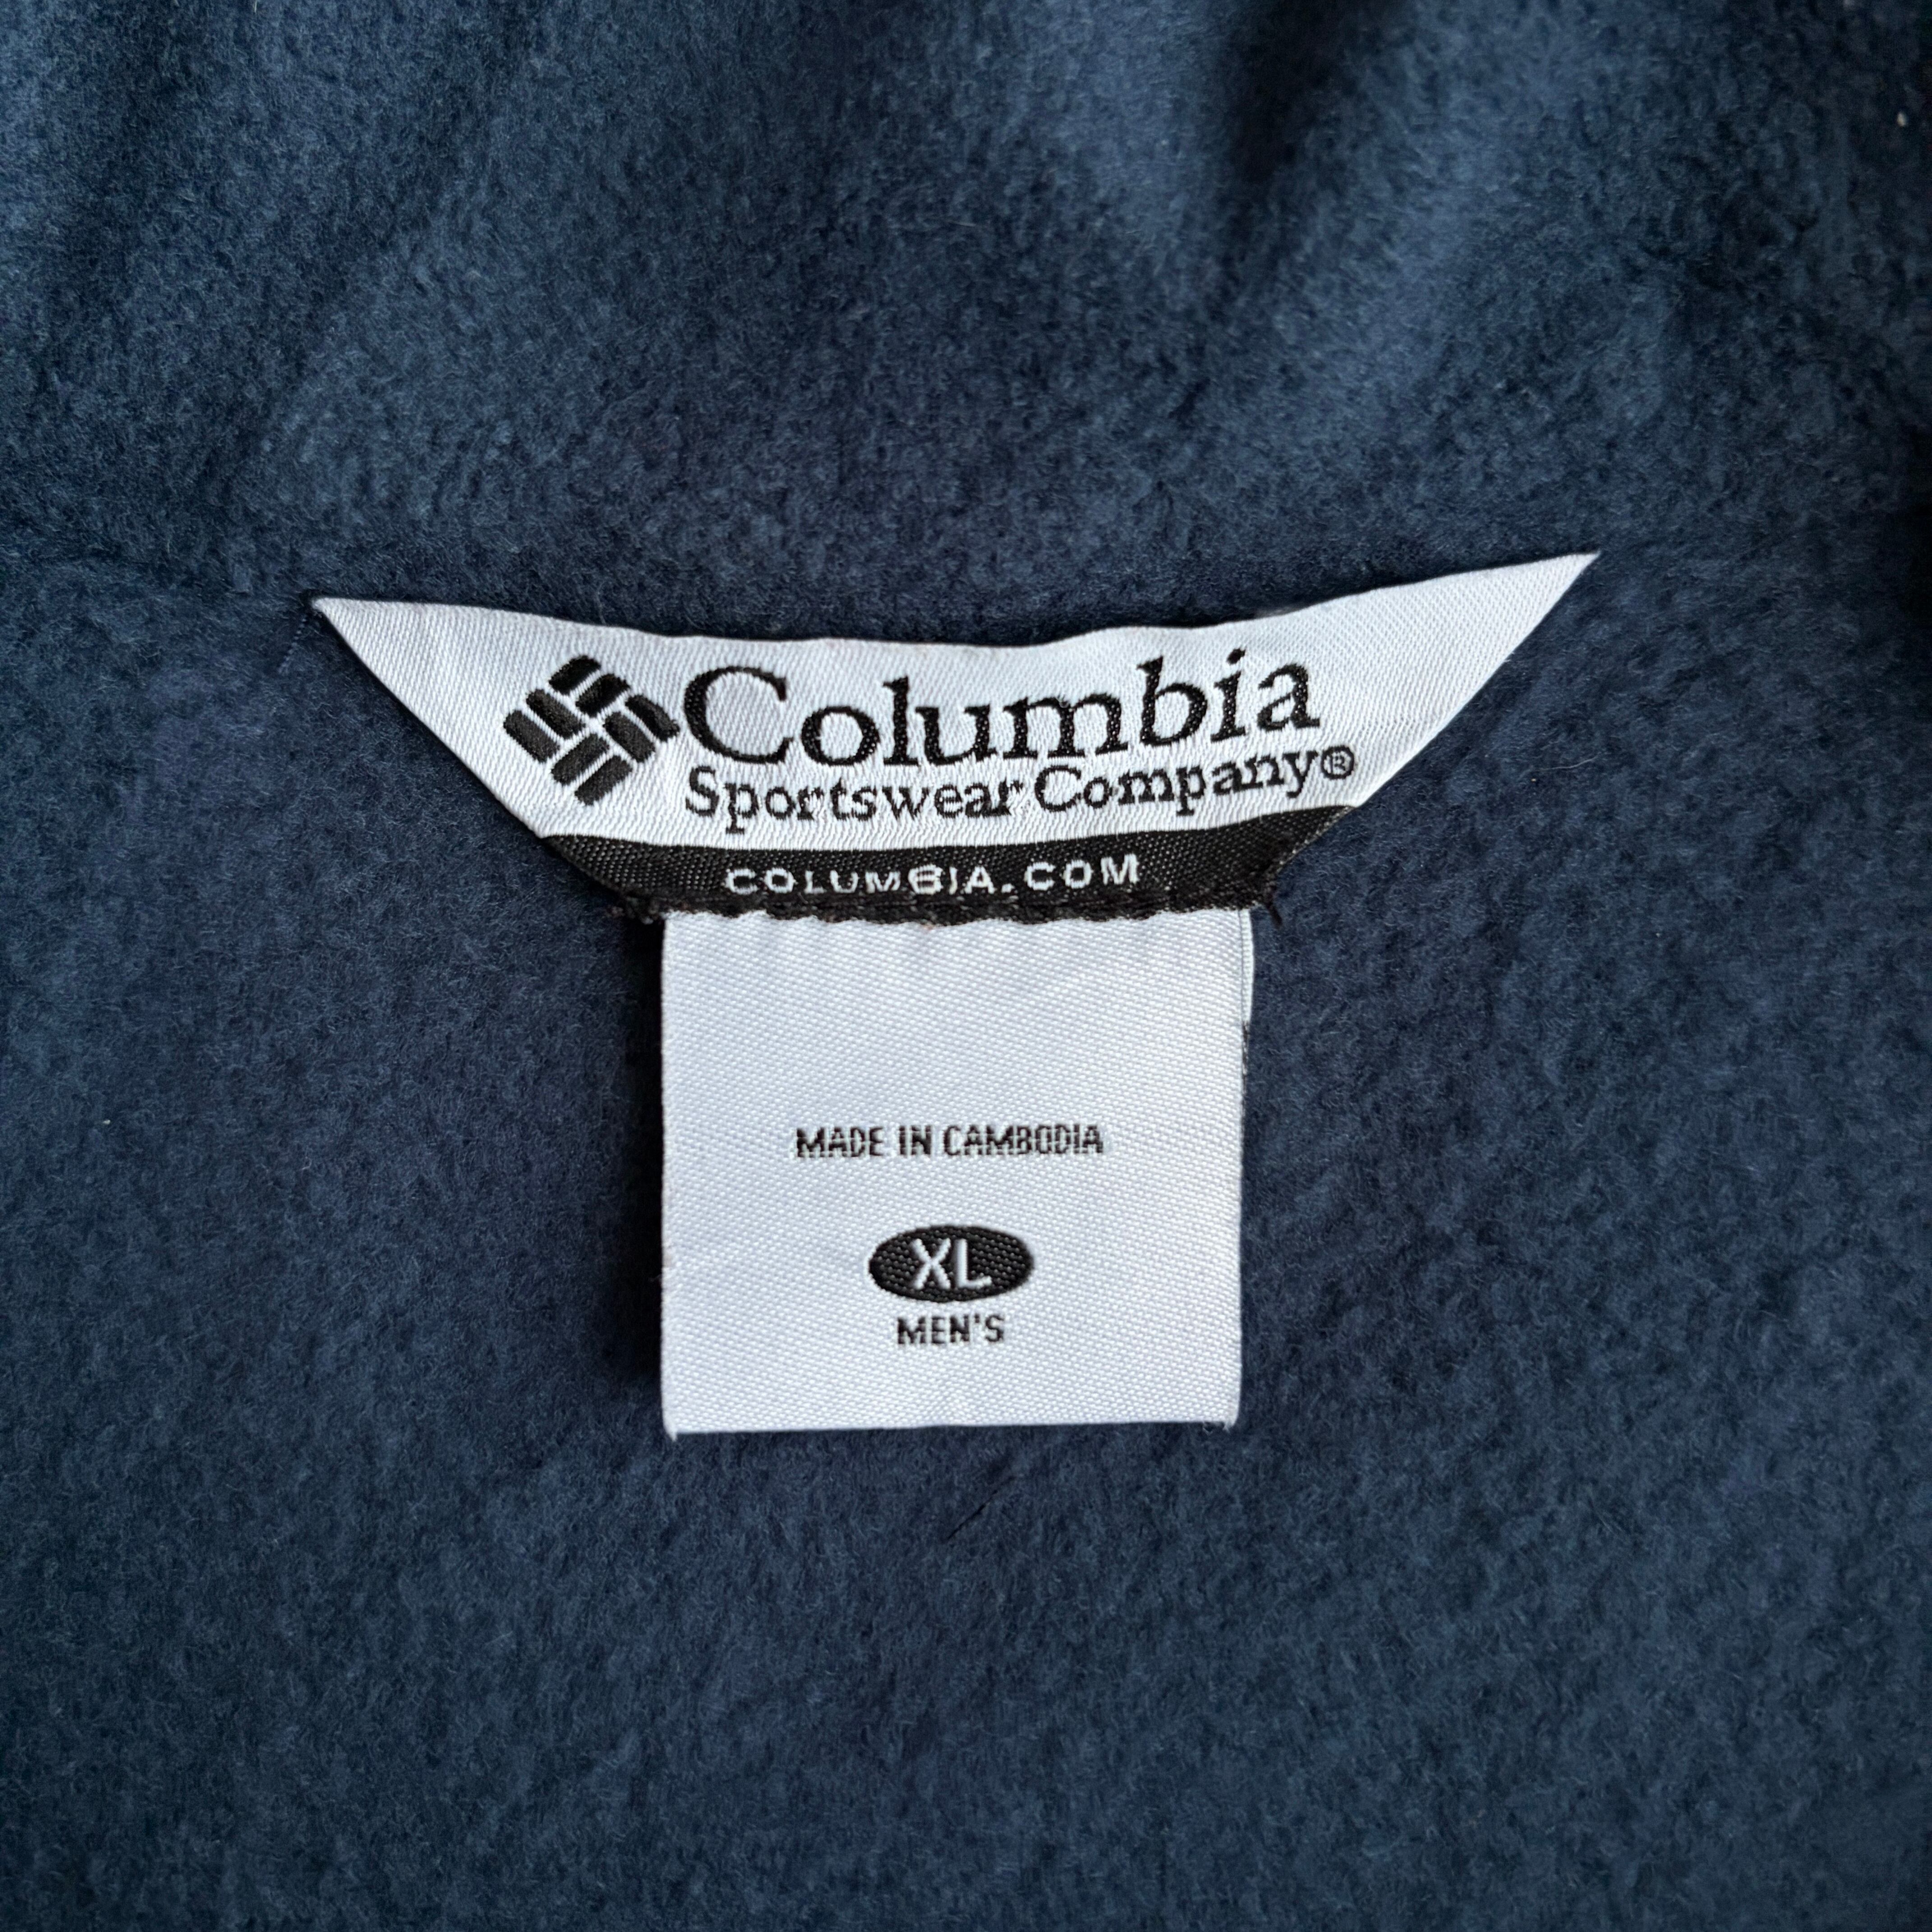 Columbia
Sportswear Company®
COLUMBIA.COM
MADE IN CAMBODIA
XL
MEN'S